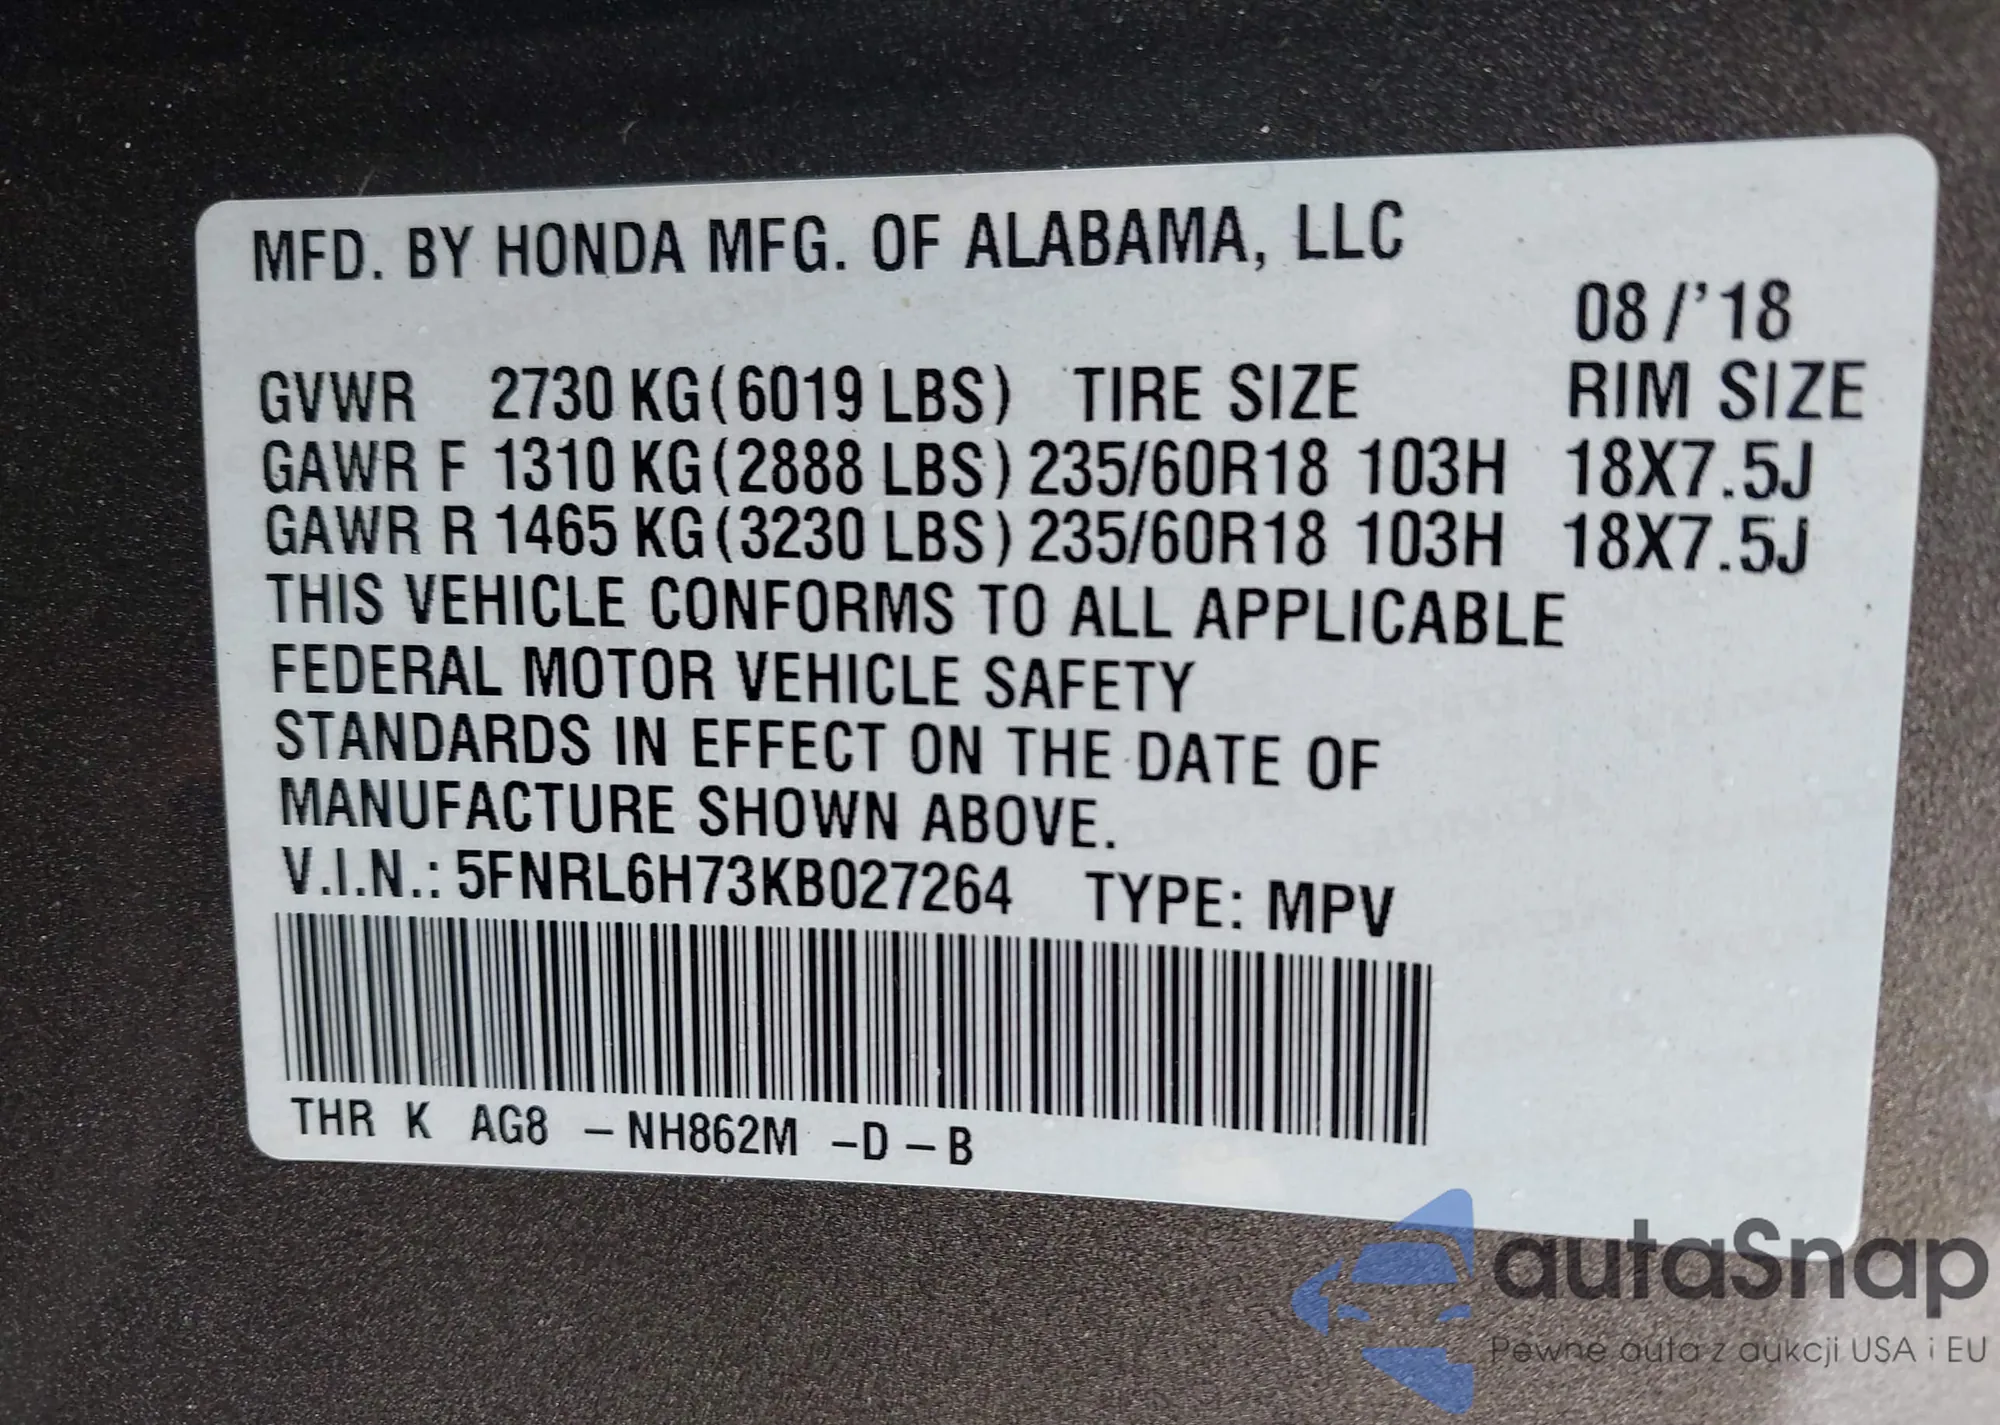 MFD. BY HONDA MFG. OF ALABAMA, LLC
08/'18
GVWR 2730 KG(6019 LBS) TIRE SIZE RIM SIZE
GAWR F 1310 KG(2888 LBS) 235/60R18 103H 18X7.5J
GAWR R 1465 KG(3230 LBS) 235/60R18 103H 18X7.5J
THIS VEHICLE CONFORMS TO ALL APPLICABLE
FEDERAL MOTOR VEHICLE SAFETY
STANDARDS IN EFFECT ON THE DATE OF
MANUFACTURE SHOWN ABOVE.
V.I.N.: 5FNRL6H73KB027264 TYPE: MPV
THR K AG8 -NH862M -D-B
autaSnap
Pewne auta z aukcji USA i EU